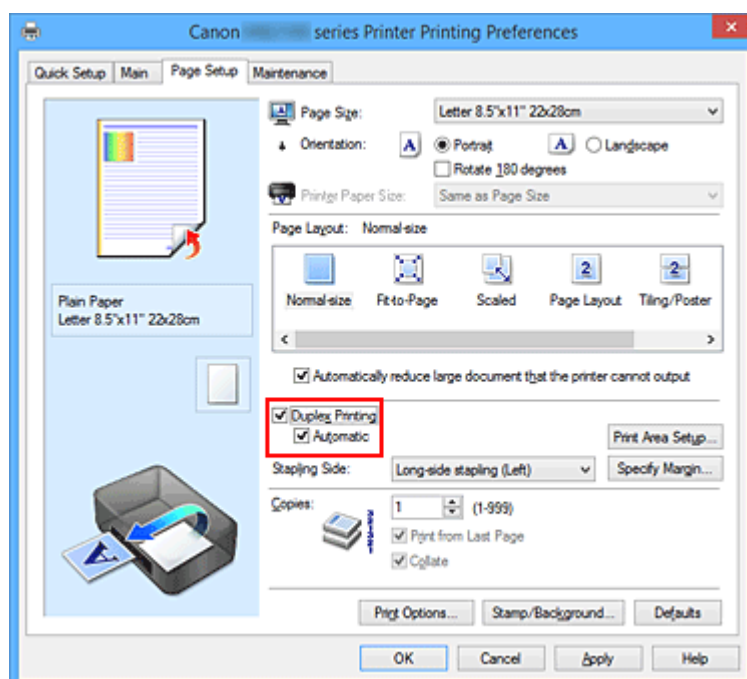 Canon series Printer Printing Preferences
Quick Setup Main Page Setup Maintenance
Page Size: Letter 8.5"x11" 22x28cm
Orientation: A Portrait A Landscape
Rotate 180 degrees
Printer Paper Size: Same as Page Size
Page Layout: Normal-size
2 2
Normal-size Fit-to-Page Scaled Page Layout Tiling/Poster
Plain Paper
Letter 8.5"x11" 22x28cm
Automatically reduce large document that the printer cannot output
Duplex Printing
Automatic
Print Area Setup...
Stapling Side: Long-side stapling (Left) Specify Margin...
Copies: 1 (1-999)
Print from Last Page
Collate
A
Print Options... Stamp/Background... Defaults
OK Cancel Apply Help